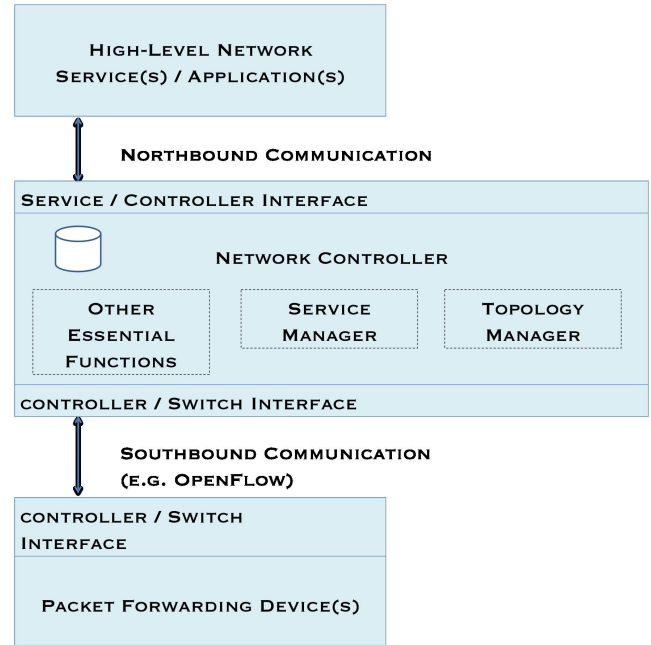 High-Level Network
Service(s) / Application(s)
Northbound Communication
Service / Controller Interface
Network Controller
Other
Essential
Functions
Service
Manager
Topology
Manager
controller / Switch Interface
Southbound Communication
(e.g. OpenFlow)
controller / Switch
Interface
Packet Forwarding Device(s)